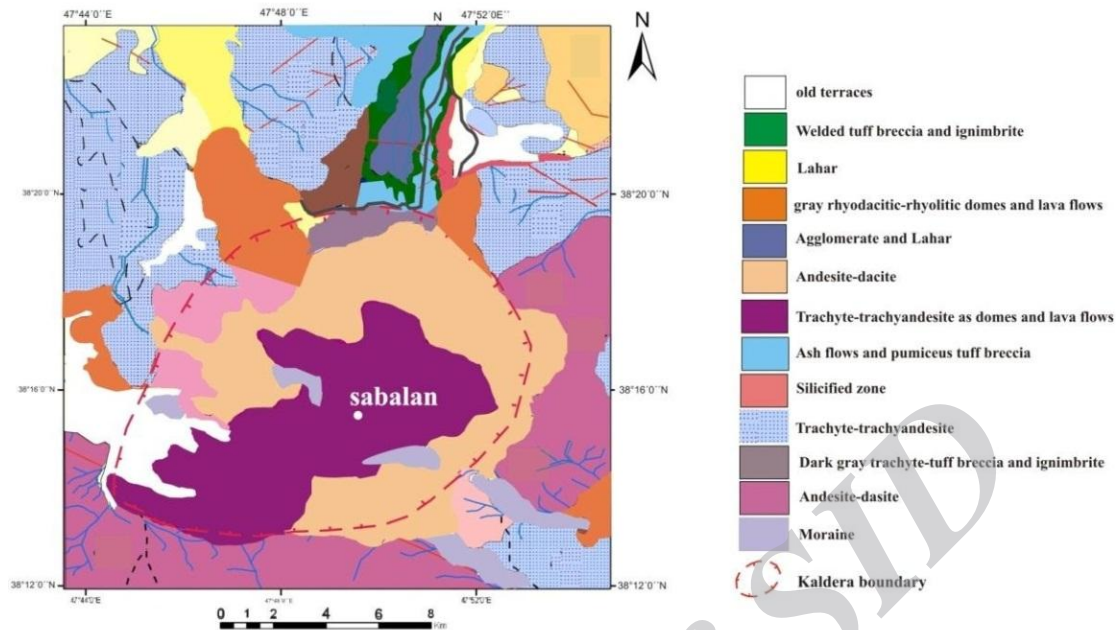 47°44'0''E 47°48'0''E N 47°52'0''E
N
38°20'0''N 38°20'0''N
38°16'0''N 38°16'0''N
sabalan
38°12'0''N 38°12'0''N
47°44'0''E
0 1 2 4 6 8
Km
old terraces
Welded tuff breccia and ignimbrite
Lahar
gray rhyodacitic-rhyolitic domes and lava flows
Agglomerate and Lahar
Andesite-dacite
Trachyte-trachyandesite as domes and lava flows
Ash flows and pumiceus tuff breccia
Silicified zone
Trachyte-trachyandesite
Dark gray trachyte-tuff breccia and ignimbrite
Andesite-dasite
Moraine
Kaldera boundary
SID